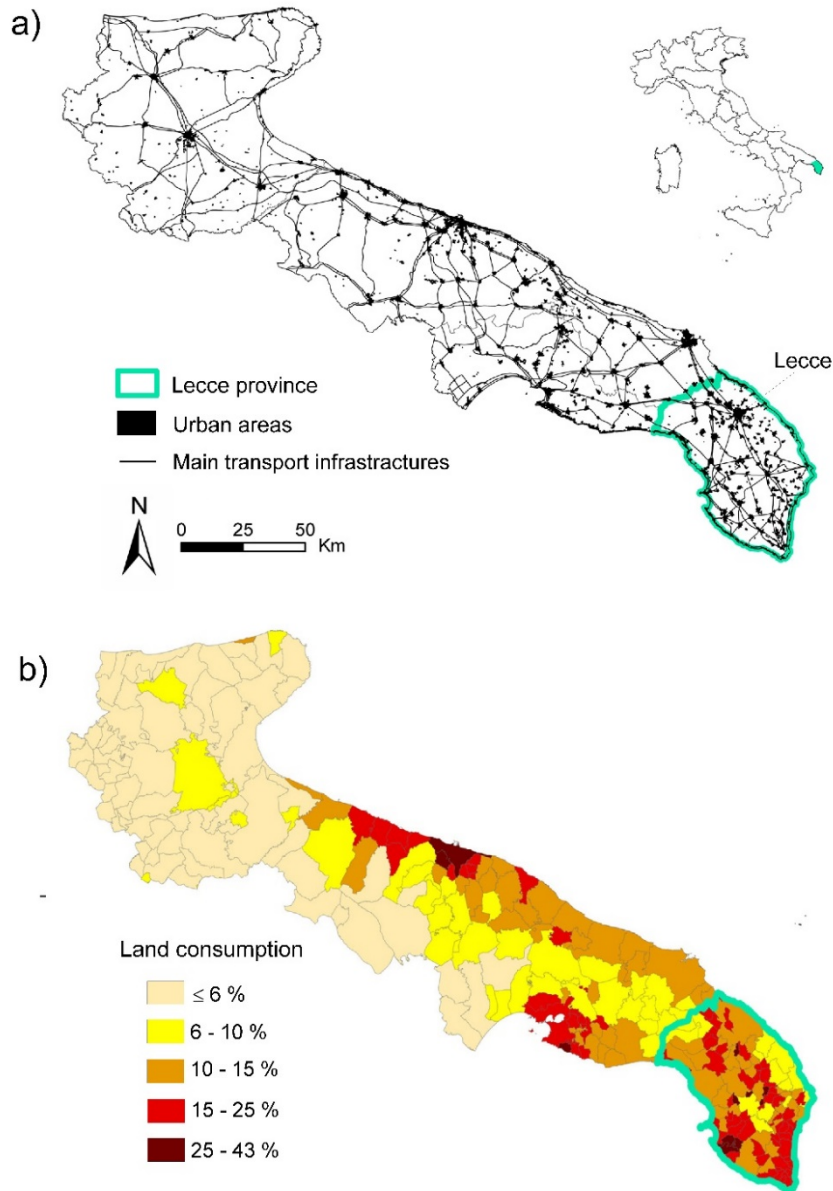 a)
Lecce
Lecce province
Urban areas
Main transport infrastractures
N
0 25 50
Km
b)
Land consumption
≤ 6 %
6 - 10 %
10 - 15 %
15 - 25 %
25 - 43 %